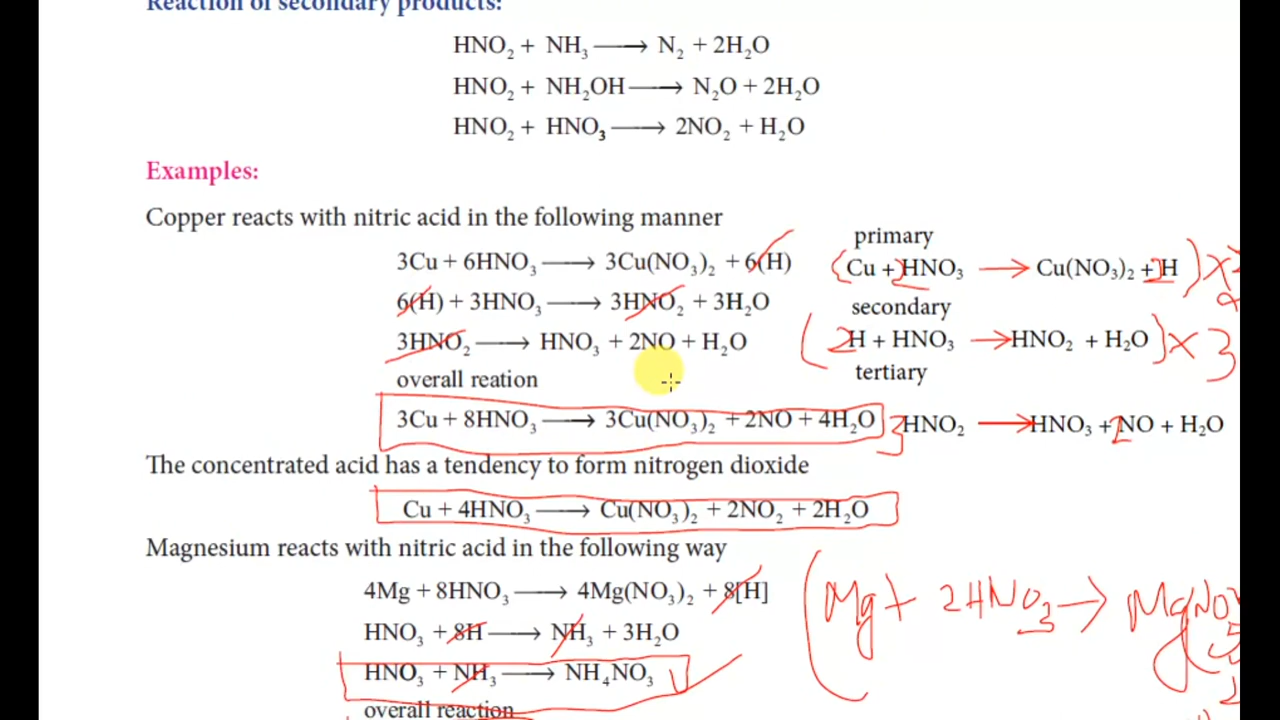 Reaction of secondary products:
HNO₂ + NH₃ ⟶ N₂ + 2H₂O
HNO₂ + NH₂OH ⟶ N₂O + 2H₂O
HNO₂ + HNO₃ ⟶ 2NO₂ + H₂O
Examples:
Copper reacts with nitric acid in the following manner
3Cu + 6HNO₃ ⟶ 3Cu(NO₃)₂ + 6(H)
6(H) + 3HNO₃ ⟶ 3HNO₂ + 3H₂O
3HNO₂ ⟶ HNO₃ + 2NO + H₂O
overall reation
3Cu + 8HNO₃ ⟶ 3Cu(NO₃)₂ + 2NO + 4H₂O
primary
(Cu + 2HNO₃ ⟶ Cu(NO₃)₂ + 2H) ×
secondary
(2H + HNO₃ ⟶ HNO₂ + H₂O) × 3
tertiary
3HNO₂ ⟶ HNO₃ + 2NO + H₂O
The concentrated acid has a tendency to form nitrogen dioxide
Cu + 4HNO₃ ⟶ Cu(NO₃)₂ + 2NO₂ + 2H₂O
Magnesium reacts with nitric acid in the following way
4Mg + 8HNO₃ ⟶ 4Mg(NO₃)₂ + 8[H]
HNO₃ + 8H ⟶ NH₃ + 3H₂O
HNO₃ + NH₃ ⟶ NH₄NO₃
overall reaction
(Mg + 2HNO₃ → Mg(NO